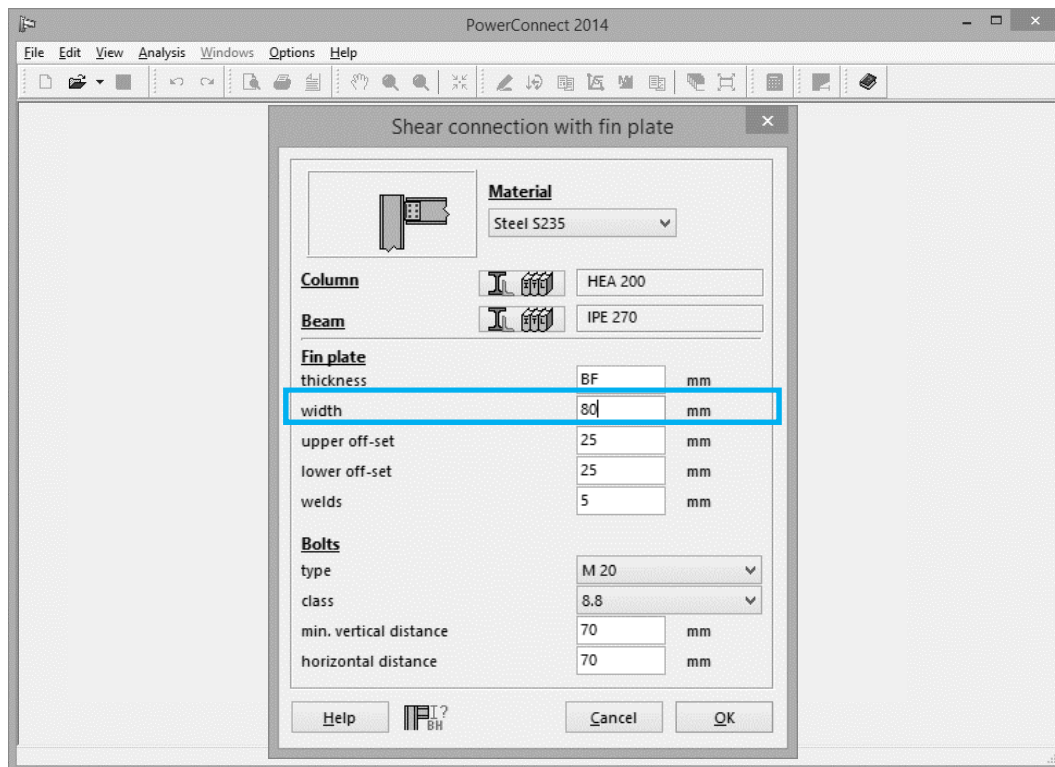 PowerConnect 2014
File Edit View Analysis Windows Options Help
Shear connection with fin plate
Material
Steel S235
Column HEA 200
Beam IPE 270
Fin plate
thickness BF mm
width 80 mm
upper off-set 25 mm
lower off-set 25 mm
welds 5 mm
Bolts
type M 20
class 8.8
min. vertical distance 70 mm
horizontal distance 70 mm
Help I? BH Cancel OK